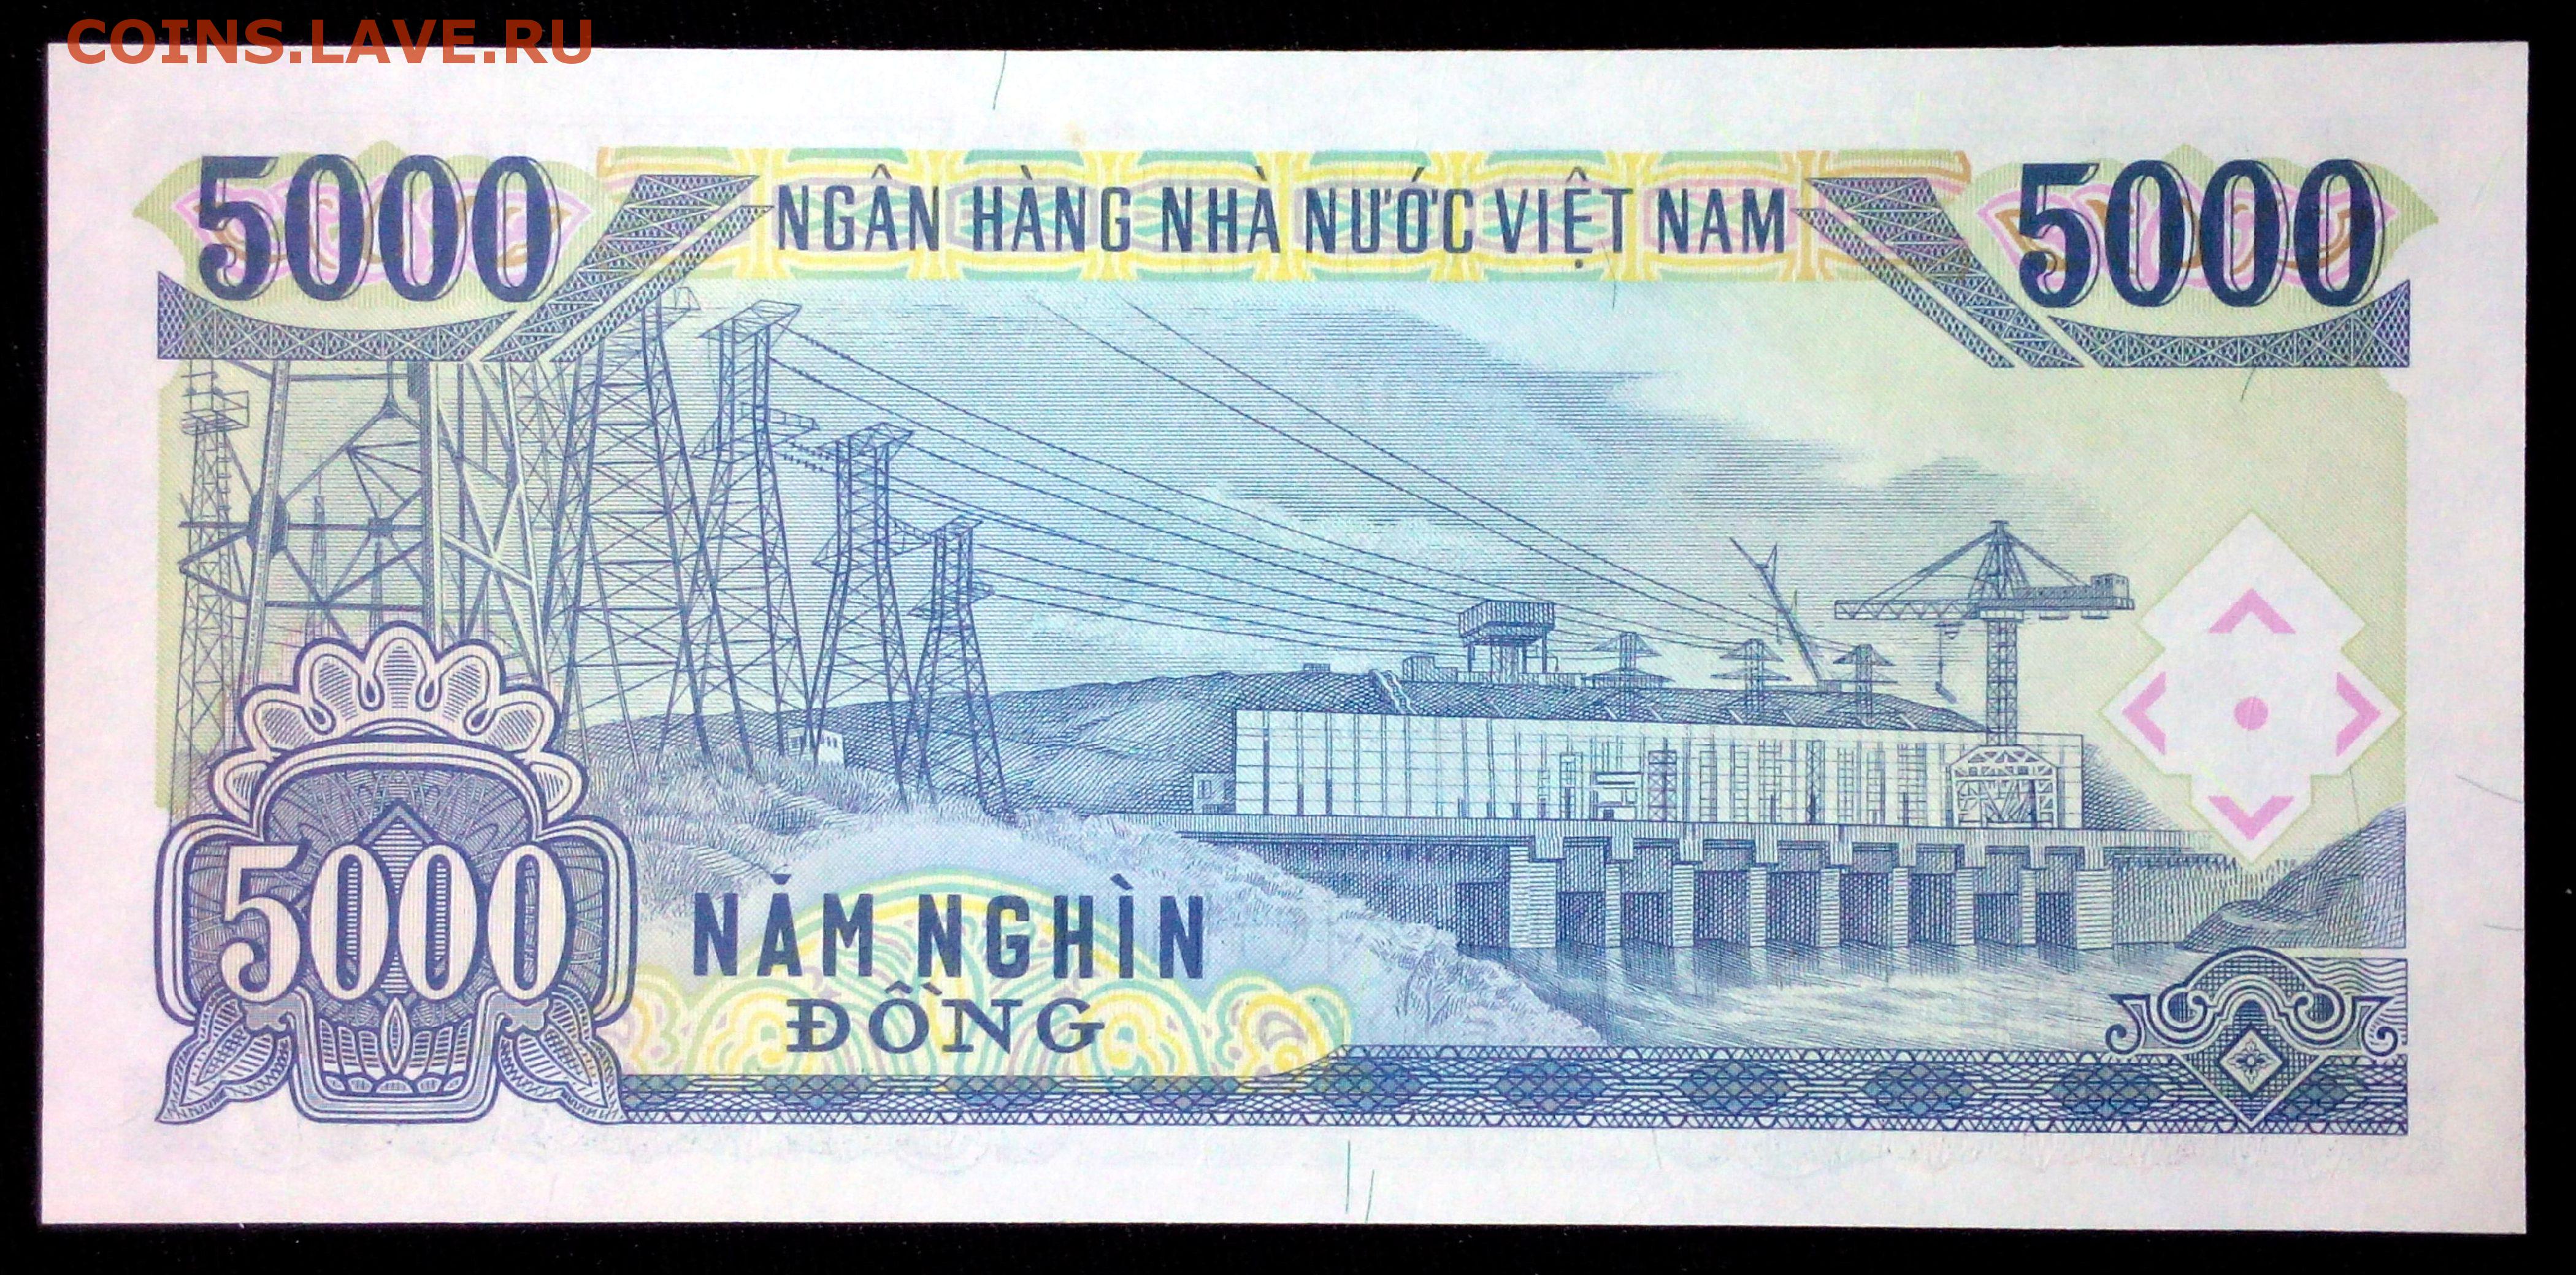 COINS.LAVE.RU
5000 NGÂN HÀNG NHÀ NƯỚC VIỆT NAM 5000
5000
NĂM NGHÌN
ĐỒNG